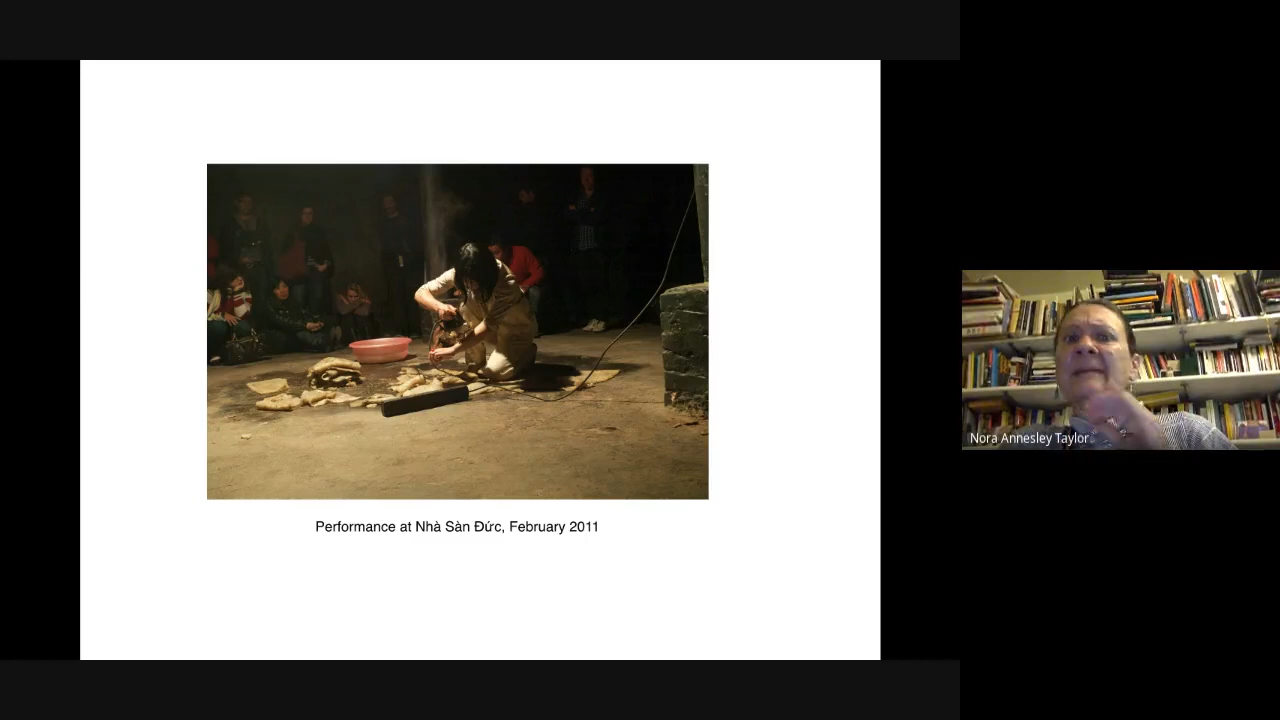 Performance at Nhà Sàn Đức, February 2011
Nora Annesley Taylor